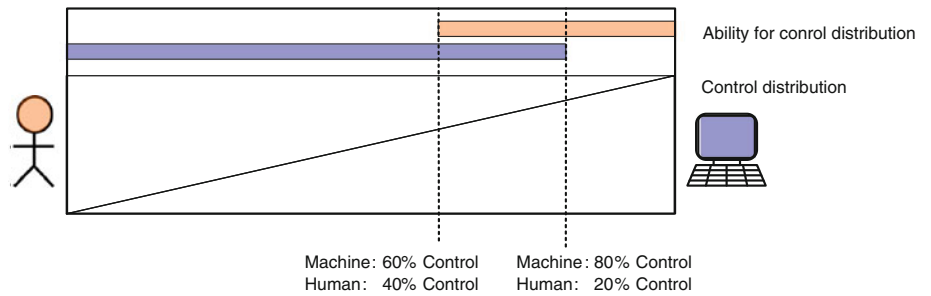 Ability for conrol distribution
Control distribution
Machine: 60% Control
Human: 40% Control
Machine: 80% Control
Human: 20% Control